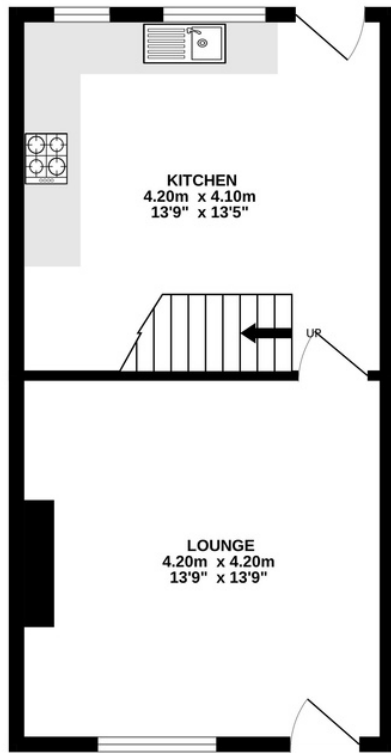 KITCHEN
4.20m x 4.10m
13'9" x 13'5"
UP
LOUNGE
4.20m x 4.20m
13'9" x 13'9"